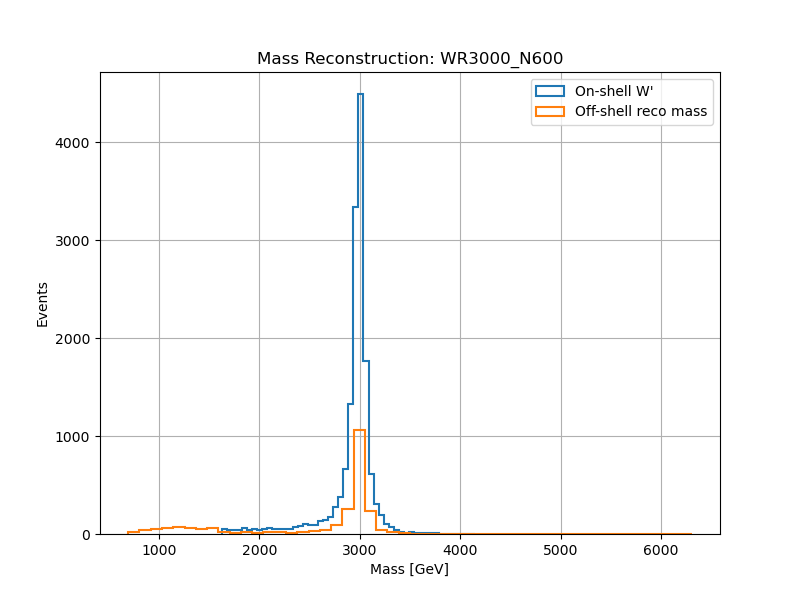 Mass Reconstruction: WR3000_N600
On-shell W'
Off-shell reco mass
4000
3000
2000
1000
0
Events
1000 2000 3000 4000 5000 6000
Mass [GeV]